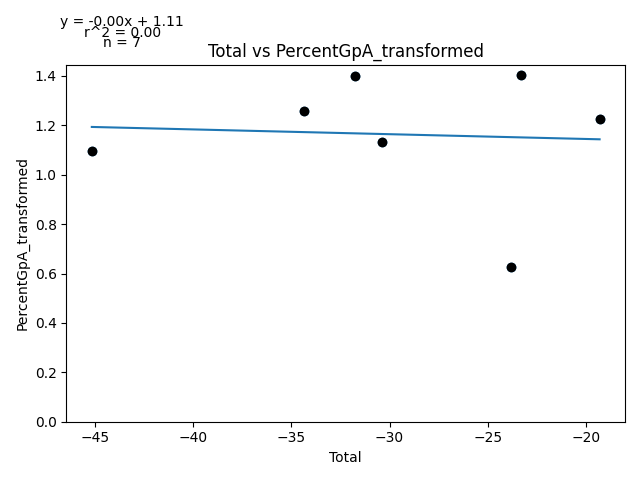 y = -0.00x + 1.11
r^2 = 0.00
n = 7
Total vs PercentGpA_transformed
1.4
1.2
1.0
0.8
0.6
0.4
0.2
0.0
PercentGpA_transformed
−45 −40 −35 −30 −25 −20
Total